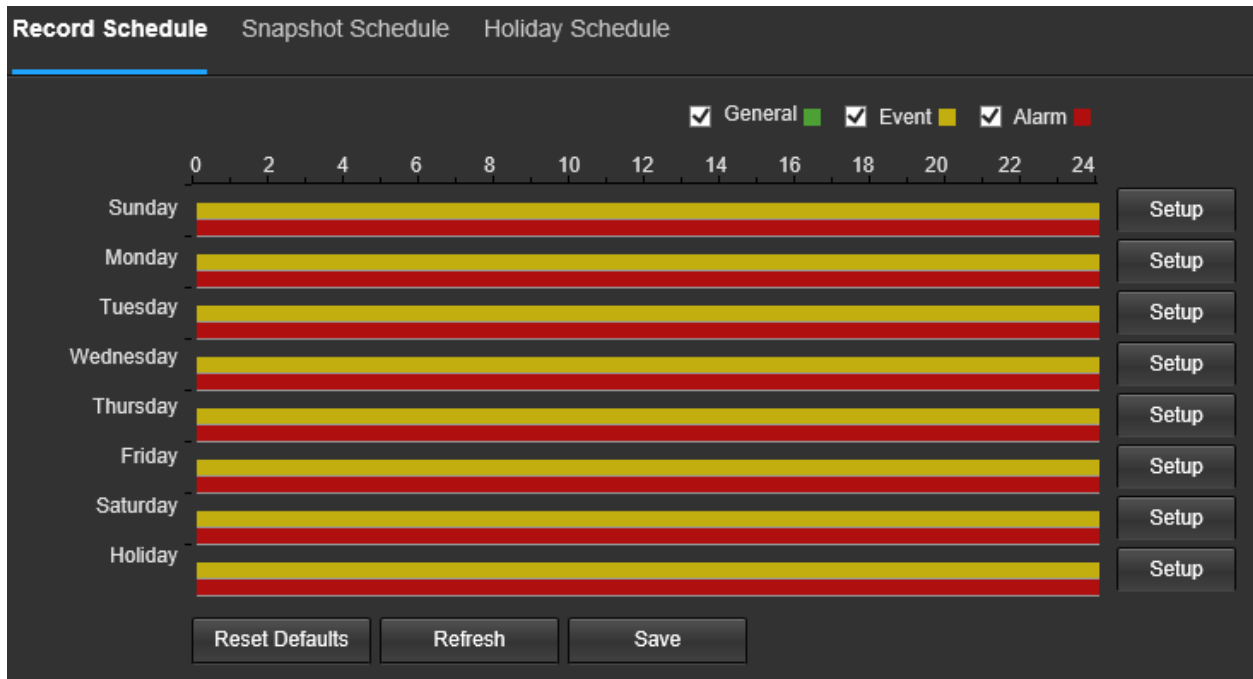 Record Schedule Snapshot Schedule Holiday Schedule
General Event Alarm
0 2 4 6 8 10 12 14 16 18 20 22 24
Sunday Setup
Monday Setup
Tuesday Setup
Wednesday Setup
Thursday Setup
Friday Setup
Saturday Setup
Holiday Setup
Reset Defaults Refresh Save